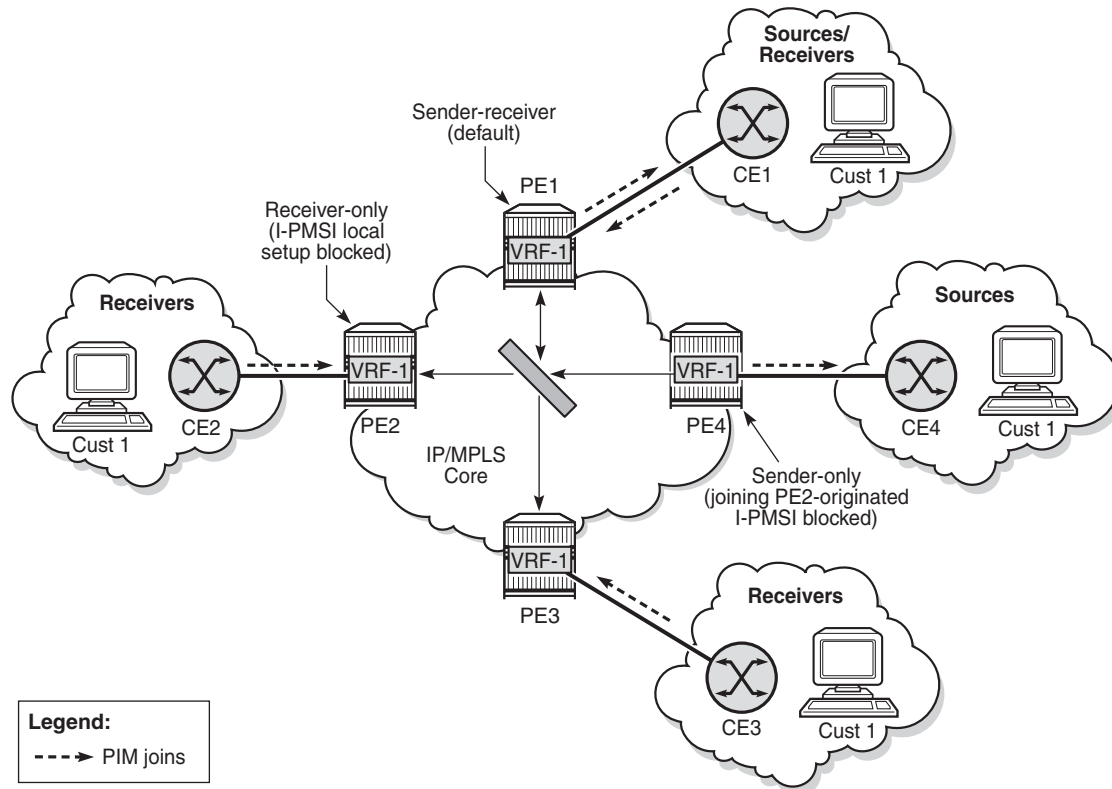 Sources/
Receivers
CE1
Cust 1
Sender-receiver
(default)
PE1
VRF-1
Receiver-only
(I-PMSI local
setup blocked)
Receivers
Cust 1
CE2
VRF-1
PE2
VRF-1
PE4
Sources
CE4
Cust 1
IP/MPLS
Core
Sender-only
(joining PE2-originated
I-PMSI blocked)
VRF-1
PE3
Receivers
CE3
Cust 1
Legend:
PIM joins